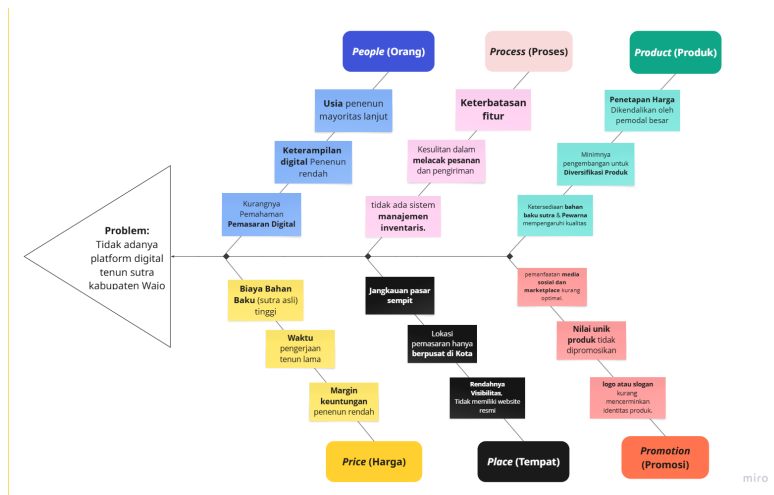 People (Orang)
Process (Proses)
Product (Produk)
Usia penenun
mayoritas lanjut
Keterbatasan
fitur
Penetapan Harga
Dikendalikan oleh
pemodal besar
Keterampilan
digital Penenun
rendah
Kesulitan dalam
melacak pesanan
dan pengiriman
Minimnya
pengembangan untuk
Diversifikasi Produk
Kurangnya
Pemahaman
Pemasaran Digital
tidak ada sistem
manajemen
inventaris.
Ketersediaan bahan
baku sutra & Pewarna
mempengaruhi kualitas
Problem:
Tidak adanya
platform digital
tenun sutra
kabupaten Waio
Biaya Bahan
Baku (sutra asli)
tinggi
Jangkauan pasar
sempit
pemanfaatan media
sosial dan
marketplace kurang
optimal.
Waktu
pengerjaan
tenun lama
Lokasi
pemasaran hanya
berpusat di Kota
Nilai unik
produk tidak
dipromosikan
Margin
keuntungan
penenun rendah
Rendahnya
Visibilitas,
Tidak memiliki website
resmi
logo atau slogan
kurang
mencerminkan
identitas produk.
Price (Harga)
Place (Tempat)
Promotion
(Promosi)
miro